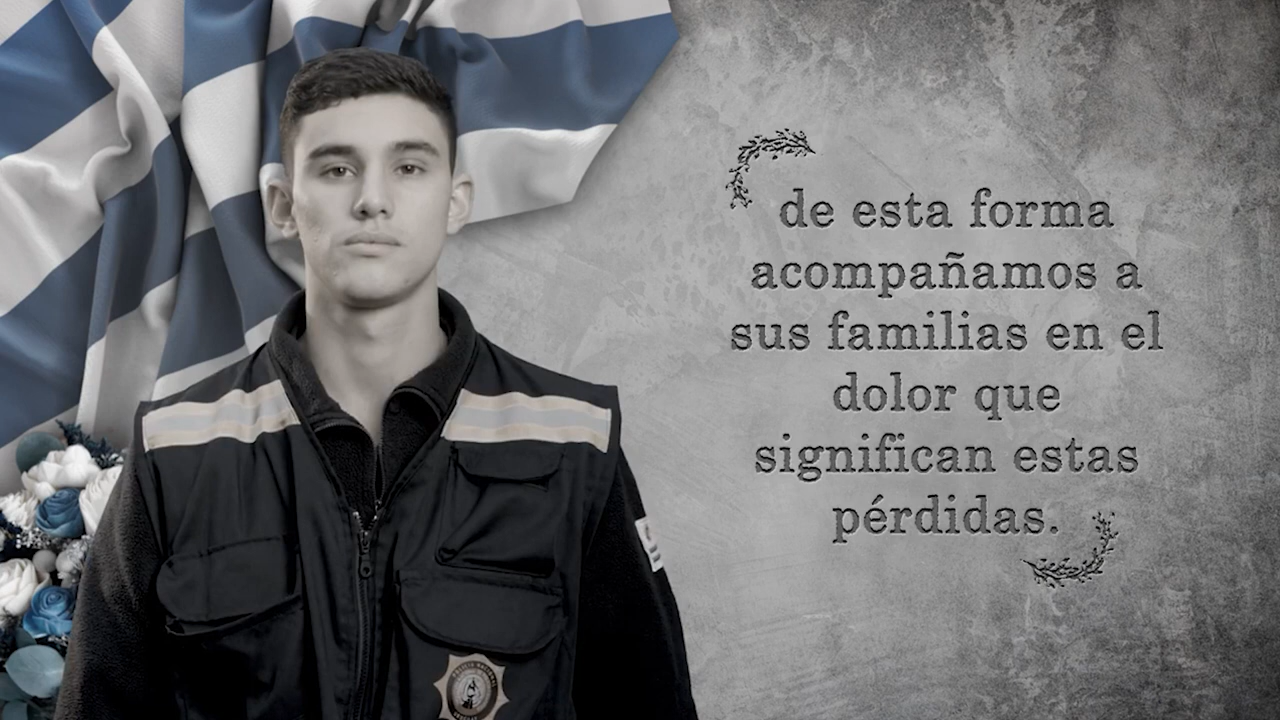 de esta forma
acompañamos a
sus familias en el
dolor que
significan estas
pérdidas.